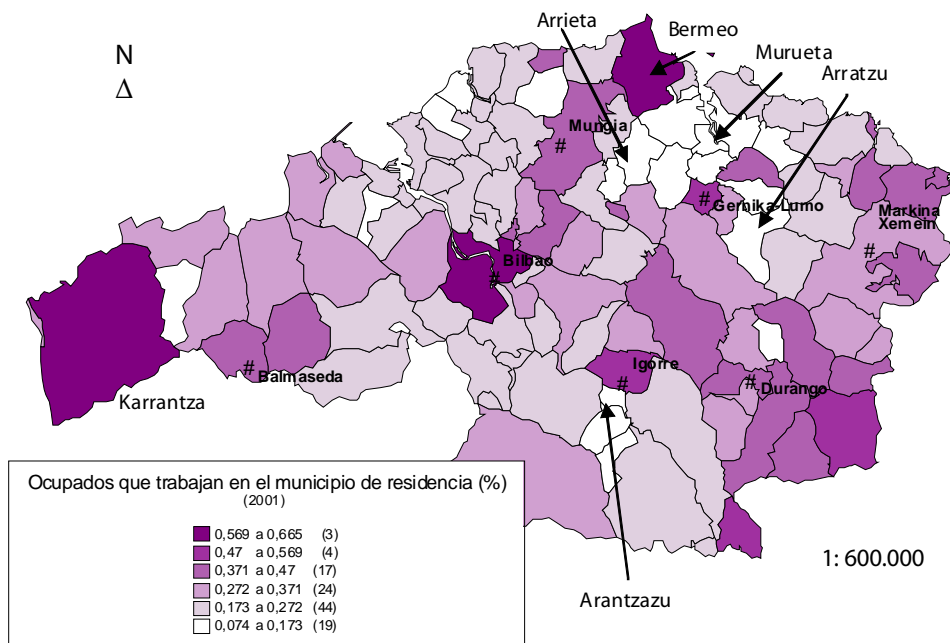 Arrieta
Bermeo
Murueta
Arratzu
N
Δ
# Mungia
# Gernika-Lumo
Markina
Xemein
#
# Bilbao
# Igorre
# Balmaseda
# Durango
Karrantza
Ocupados que trabajan en el municipio de residencia (%)
(2001)
0,569 a 0,665 (3)
0,47 a 0,569 (4)
0,371 a 0,47 (17)
0,272 a 0,371 (24)
0,173 a 0,272 (44)
0,074 a 0,173 (19)
1: 600.000
Arantzazu